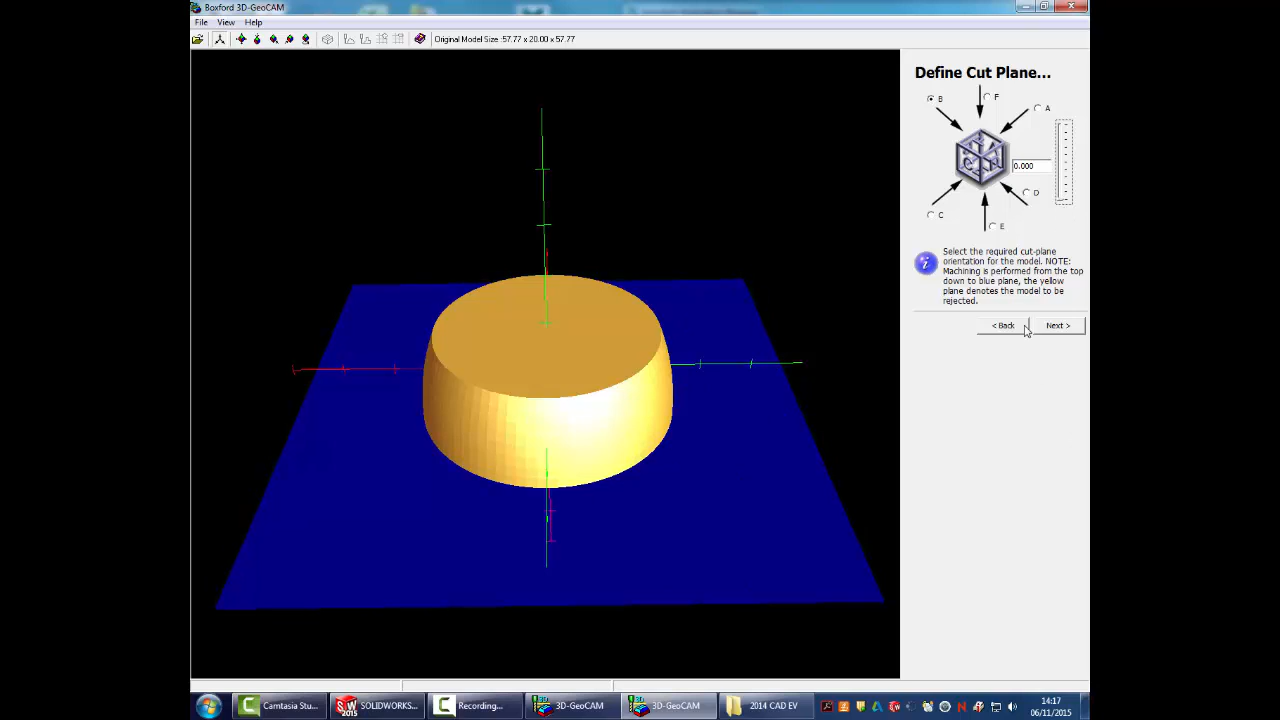 Boxford 3D-GeoCAM
File View Help
Original Model Size :57.77 x 20.00 x 57.77
Define Cut Plane...
B
F
A
0.000
D
C
E
Select the required cut-plane
orientation for the model. NOTE:
Machining is performed from the top
down to blue plane, the yellow
plane denotes the model to be
rejected.
< Back
Next >
Camtasia Stu...
SOLIDWORKS...
Recording...
3D-GeoCAM
3D-GeoCAM
2014 CAD EV
14:17
06/11/2015